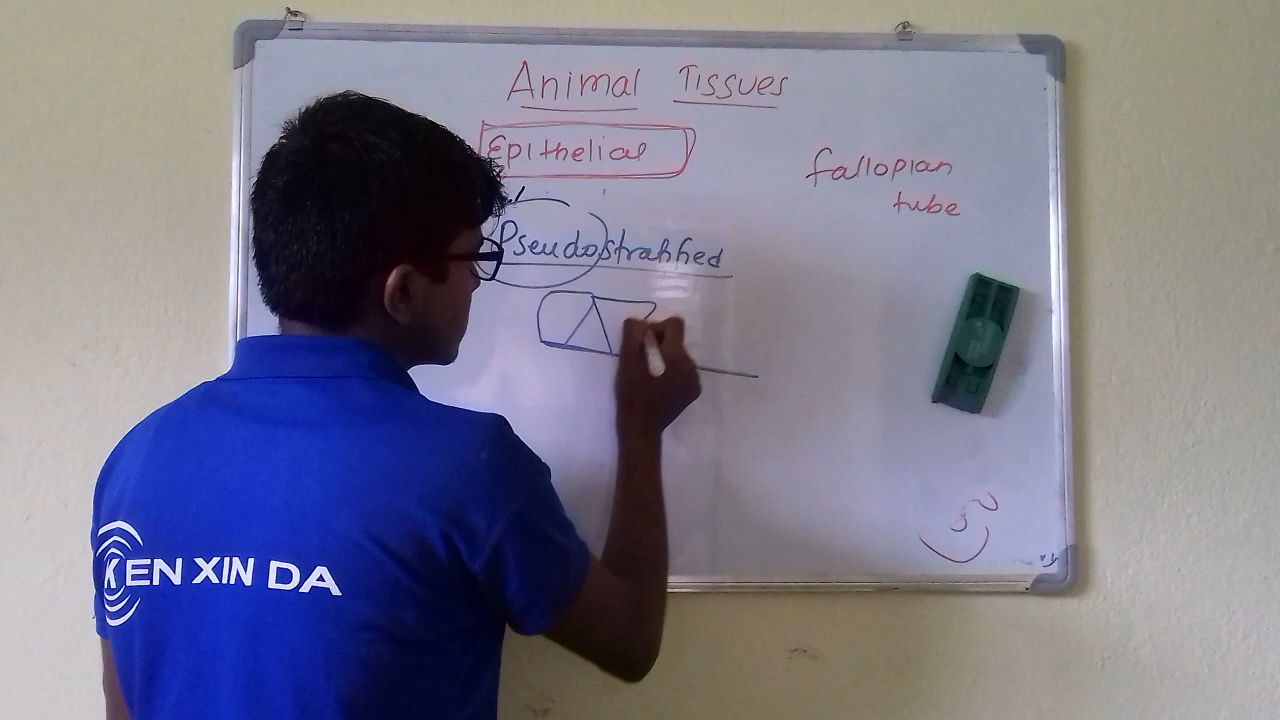 Animal Tissues
Epithelial
fallopian
tube
Pseudostratified
KEN XIN DA